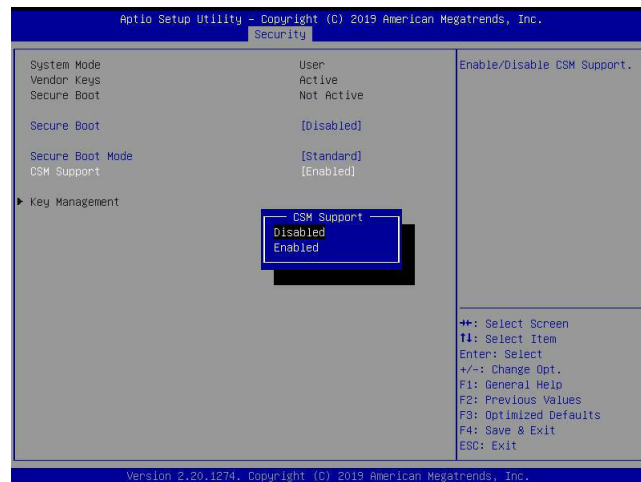 Aptio Setup Utility – Copyright (C) 2019 American Megatrends, Inc.
Security
System Mode User
Vendor Keys Active
Secure Boot Not Active
Secure Boot [Disabled]
Secure Boot Mode [Standard]
CSM Support [Enabled]
▶ Key Management
CSM Support
Disabled
Enabled
Enable/Disable CSM Support.
→←: Select Screen
↑↓: Select Item
Enter: Select
+/-: Change Opt.
F1: General Help
F2: Previous Values
F3: Optimized Defaults
F4: Save & Exit
ESC: Exit
Version 2.20.1274. Copyright (C) 2019 American Megatrends, Inc.